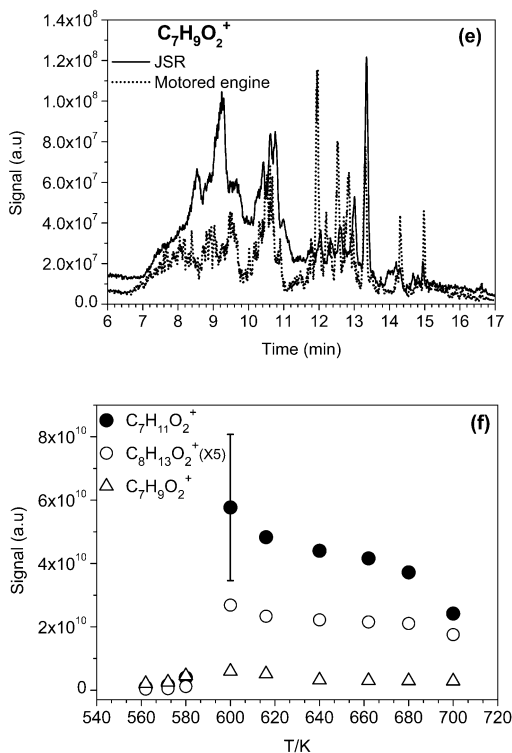 C₇H₉O₂⁺
(e)
JSR
Motored engine
1.4x10⁸
1.2x10⁸
1.0x10⁸
8.0x10⁷
6.0x10⁷
4.0x10⁷
2.0x10⁷
0.0
Signal (a.u)
6 7 8 9 10 11 12 13 14 15 16 17
Time (min)
(f)
C₇H₁₁O₂⁺
C₈H₁₃O₂⁺(X5)
C₇H₉O₂⁺
8x10¹⁰
6x10¹⁰
4x10¹⁰
2x10¹⁰
0
Signal (a.u)
540 560 580 600 620 640 660 680 700 720
T/K